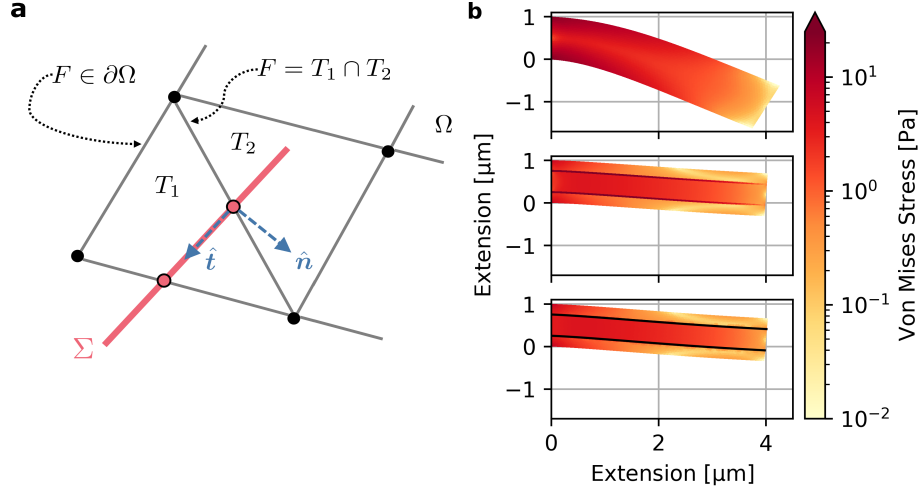 a
F ∈ ∂Ω
F = T₁ ∩ T₂
Ω
T₂
T₁
t̂
n̂
Σ
b
1
0
−1
1
0
−1
1
0
−1
0
2
4
Extension [µm]
Extension [µm]
10¹
10⁰
10⁻¹
10⁻²
Von Mises Stress [Pa]